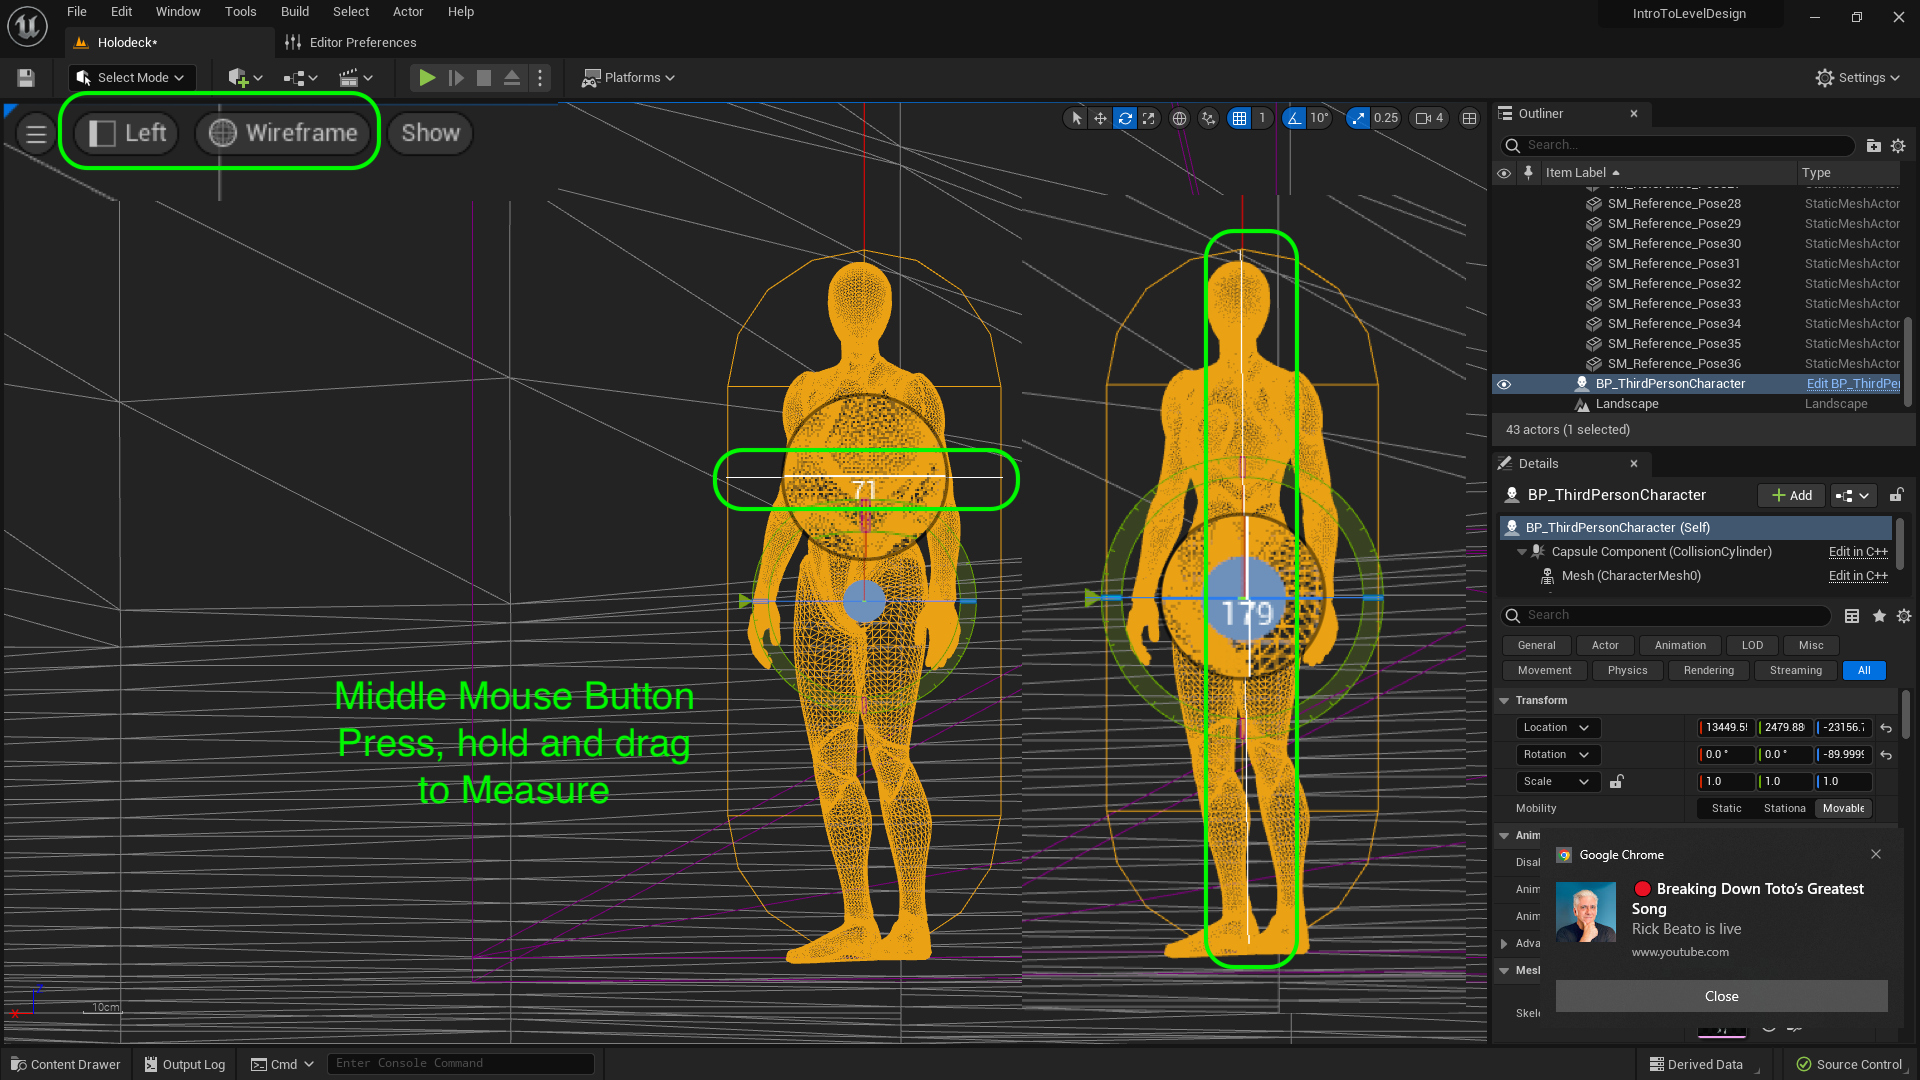 File Edit Window Tools Build Select Actor Help
IntroToLevelDesign
Holodeck*
Editor Preferences
Select Mode
Platforms
Settings
Left
Wireframe
Show
1
10°
0.25
4
Outliner
Search...
Item Label
Type
SM_Reference_Pose28 StaticMeshActor
SM_Reference_Pose29 StaticMeshActor
SM_Reference_Pose30 StaticMeshActor
SM_Reference_Pose31 StaticMeshActor
SM_Reference_Pose32 StaticMeshActor
SM_Reference_Pose33 StaticMeshActor
SM_Reference_Pose34 StaticMeshActor
SM_Reference_Pose35 StaticMeshActor
SM_Reference_Pose36 StaticMeshActor
BP_ThirdPersonCharacter Edit BP_ThirdPe
Landscape Landscape
43 actors (1 selected)
71
179
Middle Mouse Button
Press, hold and drag
to Measure
10cm
Z
X
Details
BP_ThirdPersonCharacter
Add
BP_ThirdPersonCharacter (Self)
Capsule Component (CollisionCylinder) Edit in C++
Mesh (CharacterMesh0) Edit in C++
Search
General Actor Animation LOD Misc
Movement Physics Rendering Streaming All
Transform
Location 13449.5 2479.88 -23156.
Rotation 0.0 ° 0.0 ° -89.999
Scale 1.0 1.0 1.0
Mobility Static Stationa Movable
Anim
Disal
Anim
Anim
Adva
Mesh
Skele
Google Chrome
Breaking Down Toto's Greatest
Song
Rick Beato is live
www.youtube.com
Close
Content Drawer
Output Log
Cmd
Enter Console Command
Derived Data
Source Control